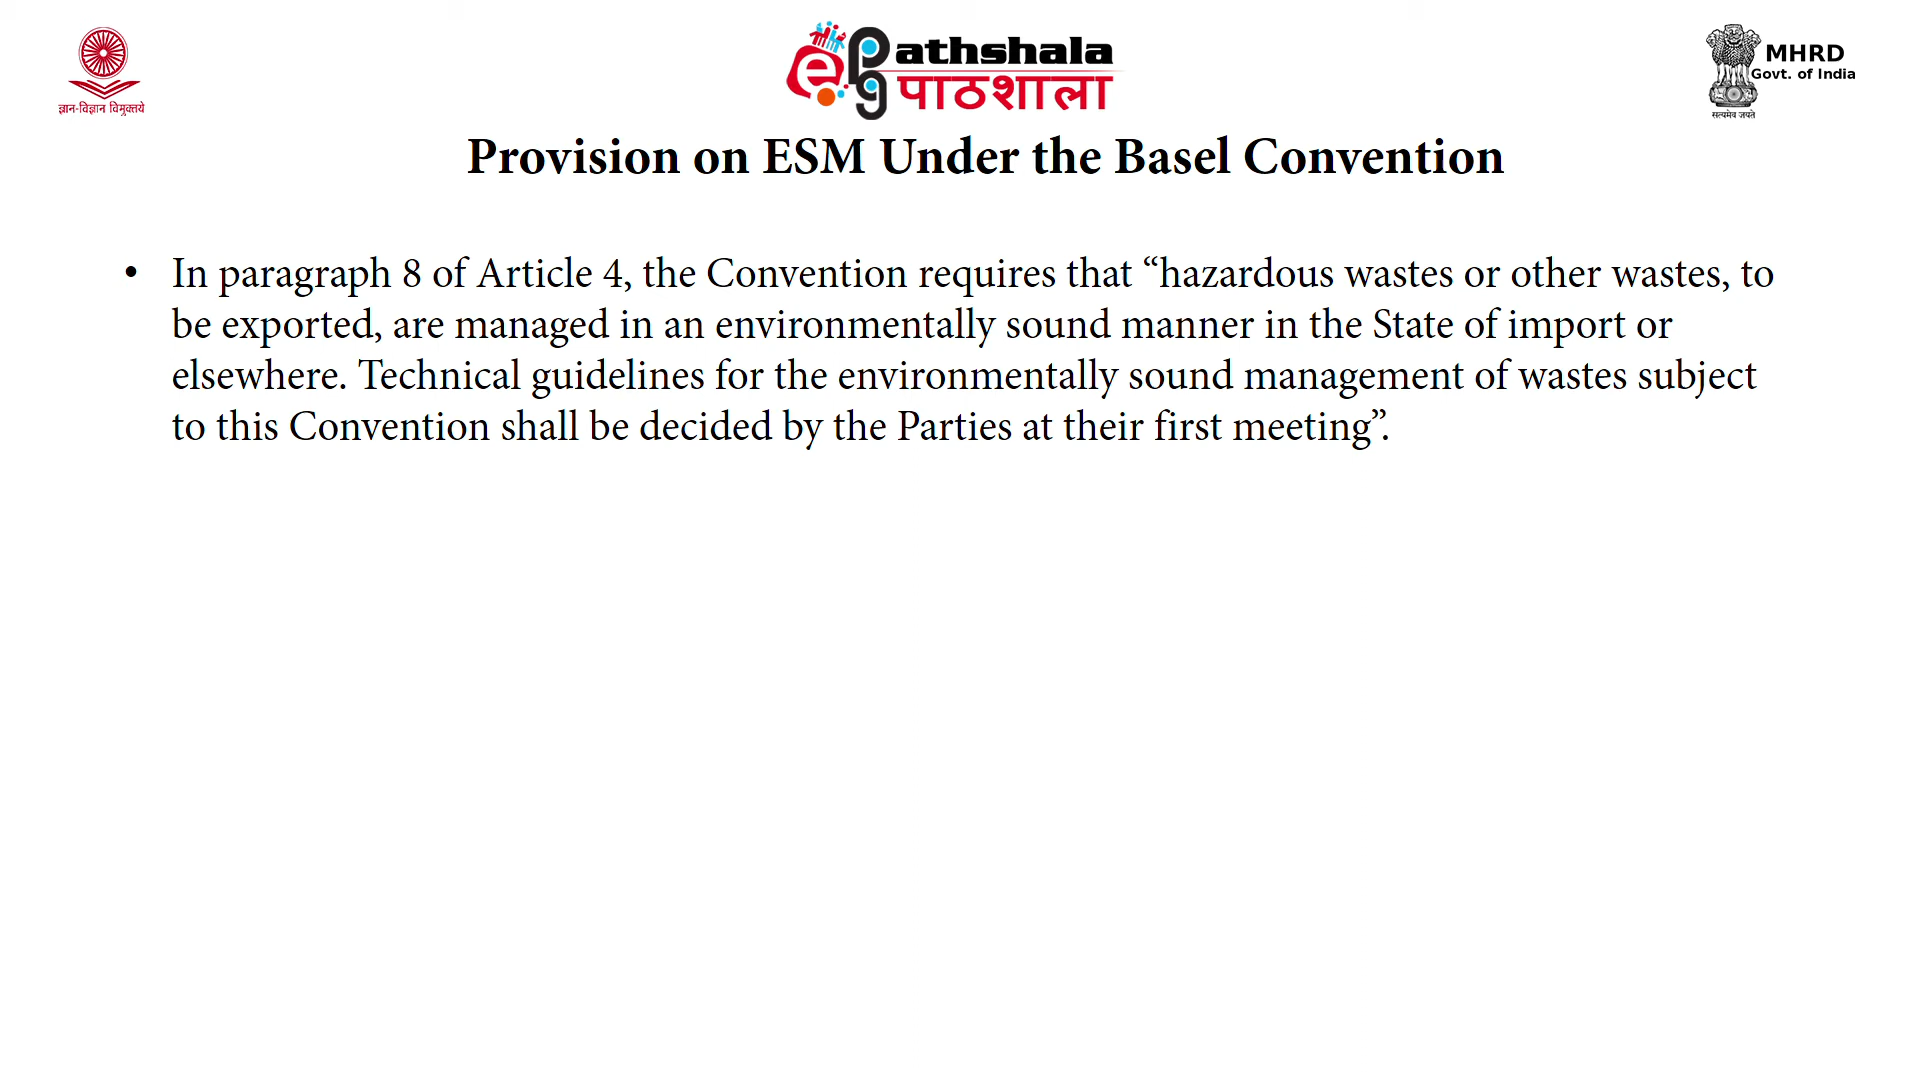 ज्ञान-विज्ञान विमुक्तये
e PG Pathshala
पाठशाला
MHRD
Govt. of India
सत्यमेव जयते
Provision on ESM Under the Basel Convention
• In paragraph 8 of Article 4, the Convention requires that “hazardous wastes or other wastes, to
be exported, are managed in an environmentally sound manner in the State of import or
elsewhere. Technical guidelines for the environmentally sound management of wastes subject
to this Convention shall be decided by the Parties at their first meeting”.